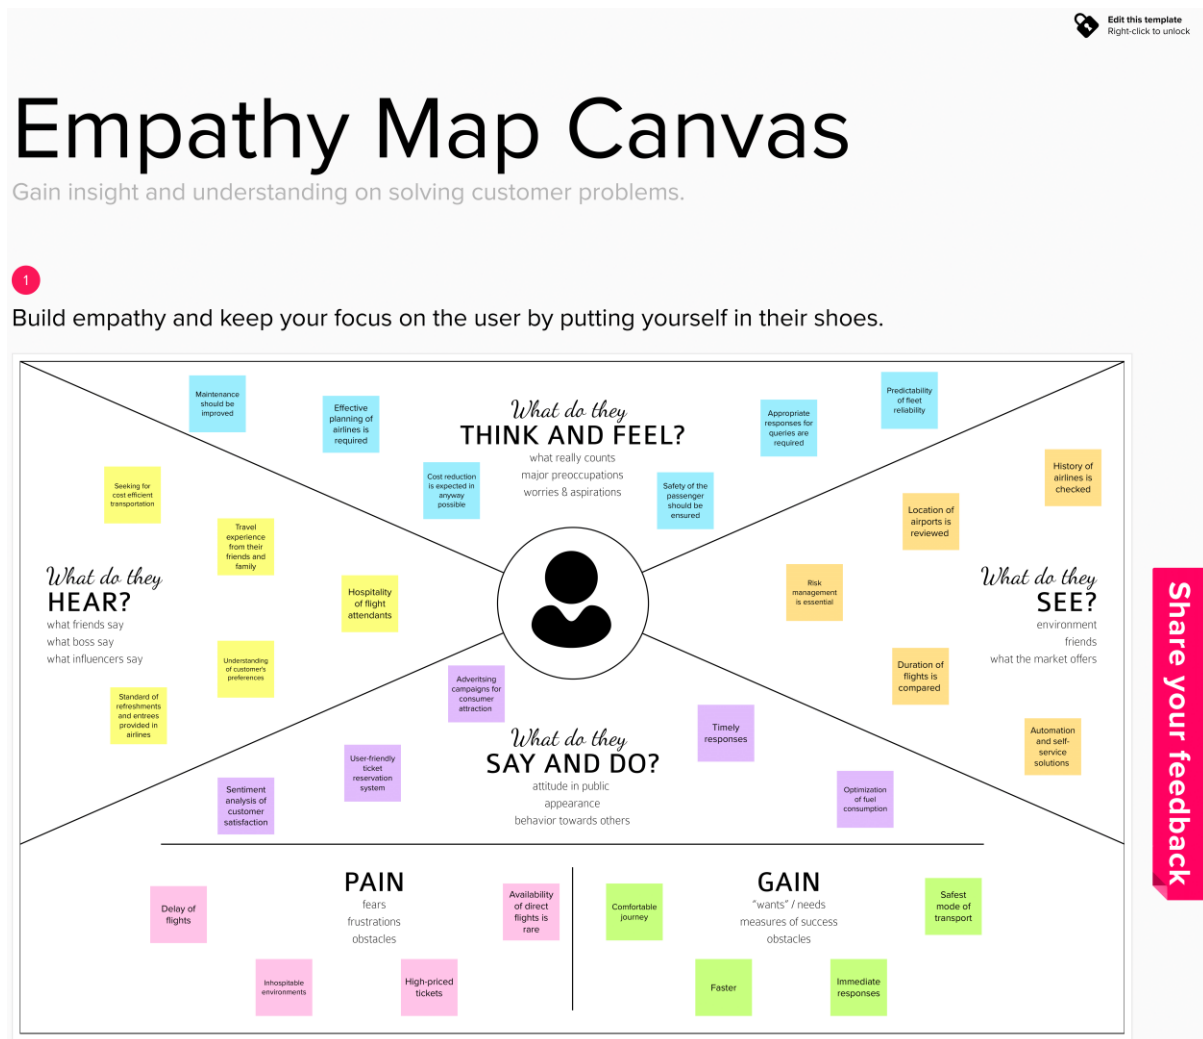 Edit this template
Right-click to unlock
Empathy Map Canvas
Gain insight and understanding on solving customer problems.
1
Build empathy and keep your focus on the user by putting yourself in their shoes.
What do they
THINK AND FEEL?
what really counts
major preoccupations
worries & aspirations
Maintenance
should be
improved
Effective
planning of
airlines is
required
Cost reduction
is expected in
anyway
possible
Safety of the
passenger
should be
ensured
Appropriate
responses for
queries are
required
Predictability
of fleet
reliability
What do they
HEAR?
what friends say
what boss say
what influencers say
Seeking for
cost efficient
transportation
Travel
experience
from their
friends and
family
Hospitality
of flight
attendants
Understanding
of customer's
preferences
Standard of
refreshments
and entrees
provided in
airlines
What do they
SEE?
environment
friends
what the market offers
History of
airlines is
checked
Location of
airports is
reviewed
Risk
management
is essential
Duration of
flights is
compared
Automation
and self-
service
solutions
What do they
SAY AND DO?
attitude in public
appearance
behavior towards others
Adveritsing
campaigns for
consumer
attraction
User-friendly
ticket
reservation
system
Sentiment
analysis of
customer
satisfaction
Timely
responses
Optimization
of fuel
consumption
PAIN
fears
frustrations
obstacles
Delay of
flights
Inhospitable
environments
High-priced
tickets
Availability
of direct
flights is
rare
GAIN
"wants" / needs
measures of success
obstacles
Comfortable
journey
Faster
Immediate
responses
Safest
mode of
transport
Share your feedback